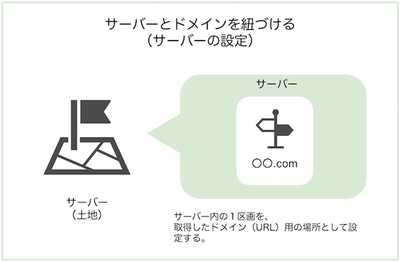 サーバーとドメインを紐づける
（サーバーの設定）
サーバー
〇〇.com
サーバー
（土地）
サーバー内の１区画を、
取得したドメイン（URL）用の場所として設
定する。